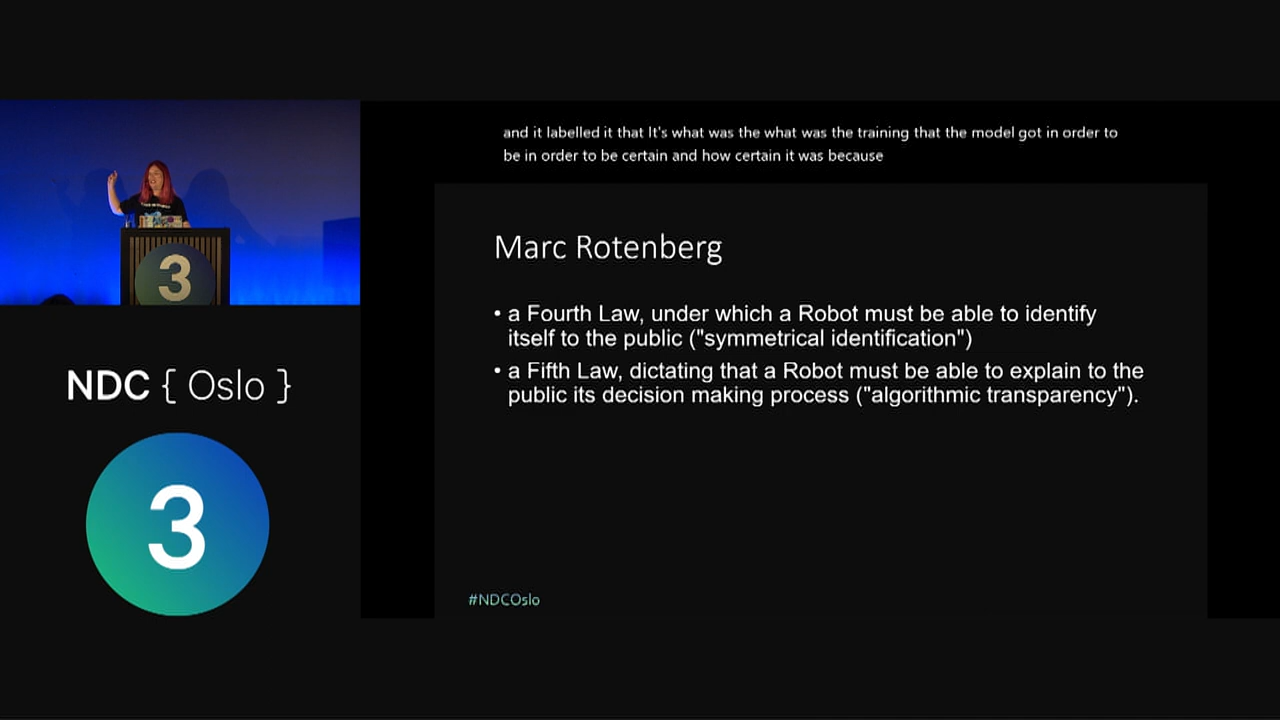 and it labelled it that It's what was the what was the training that the model got in order to
be in order to be certain and how certain it was because
Marc Rotenberg
• a Fourth Law, under which a Robot must be able to identify
itself to the public ("symmetrical identification")
• a Fifth Law, dictating that a Robot must be able to explain to the
public its decision making process ("algorithmic transparency").
#NDCOslo
3
NDC { Oslo }
3